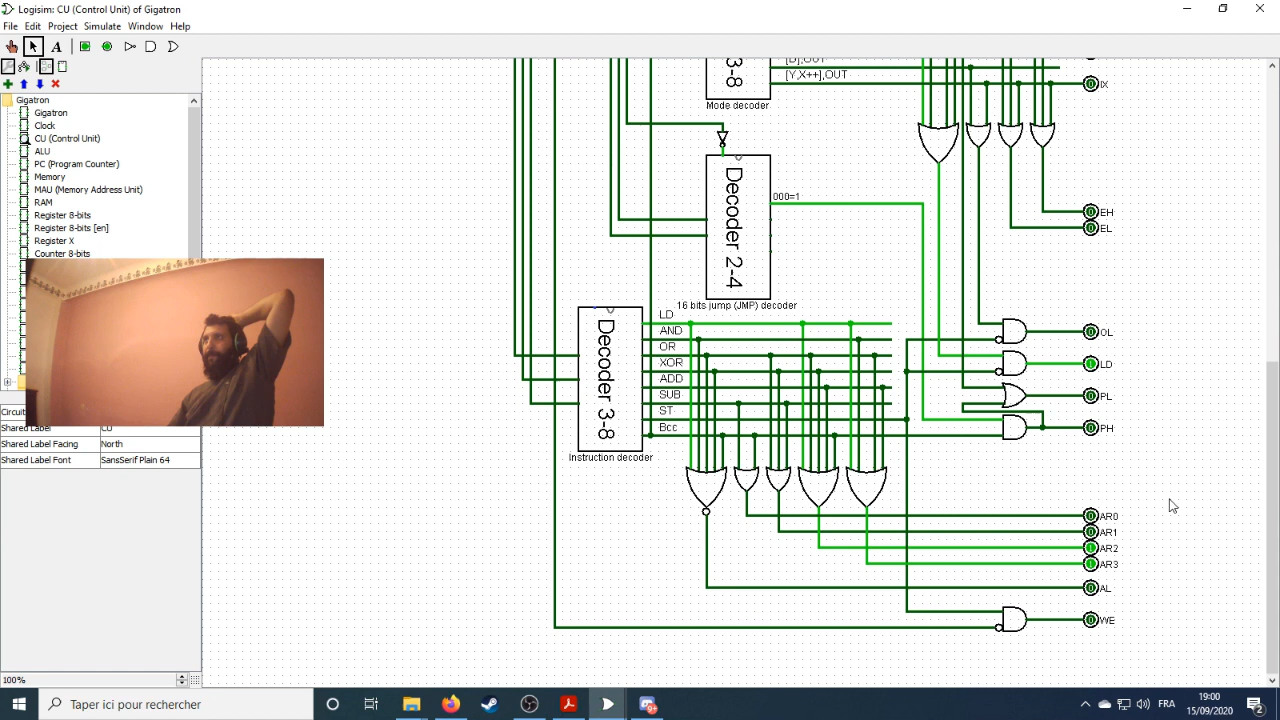 Logisim: CU (Control Unit) of Gigatron
File Edit Project Simulate Window Help
A
Gigatron
Gigatron
Clock
CU (Control Unit)
ALU
PC (Program Counter)
Memory
MAU (Memory Address Unit)
RAM
Register 8-bits
Register 8-bits [en]
Register X
Counter 8-bits
Circuit
Shared Label CU
Shared Label Facing North
Shared Label Font SansSerif Plain 64
100%
[D],OUT
[Y,X++],OUT
3-8
Mode decoder
IX
Decoder 2-4
000=1
16 bits jump (JMP) decoder
EH
EL
Decoder 3-8
Instruction decoder
LD
AND
OR
XOR
ADD
SUB
ST
Bcc
OL
LD
PL
PH
AR0
AR1
AR2
AR3
AL
WE
Taper ici pour rechercher
FRA
19:00
15/09/2020
2